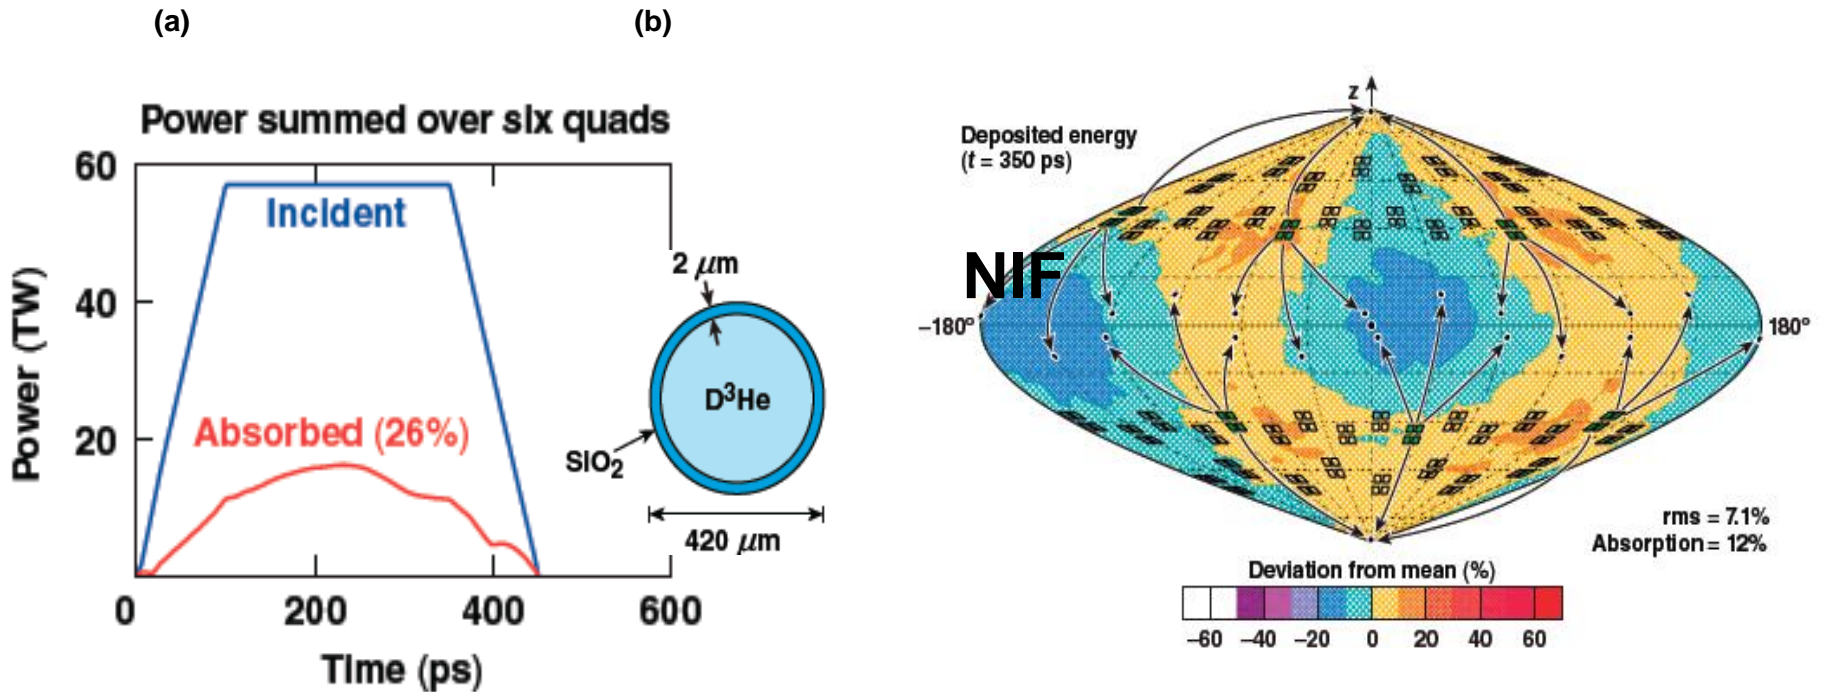 (a)
(b)
Power summed over six quads
60
40
20
0
200
400
600
Power (TW)
Time (ps)
Incident
Absorbed (26%)
2 μm
D³He
SiO₂
420 μm
z
Deposited energy
(t = 350 ps)
NIF
–180°
180°
rms = 7.1%
Absorption = 12%
Deviation from mean (%)
–60 –40 –20 0 20 40 60